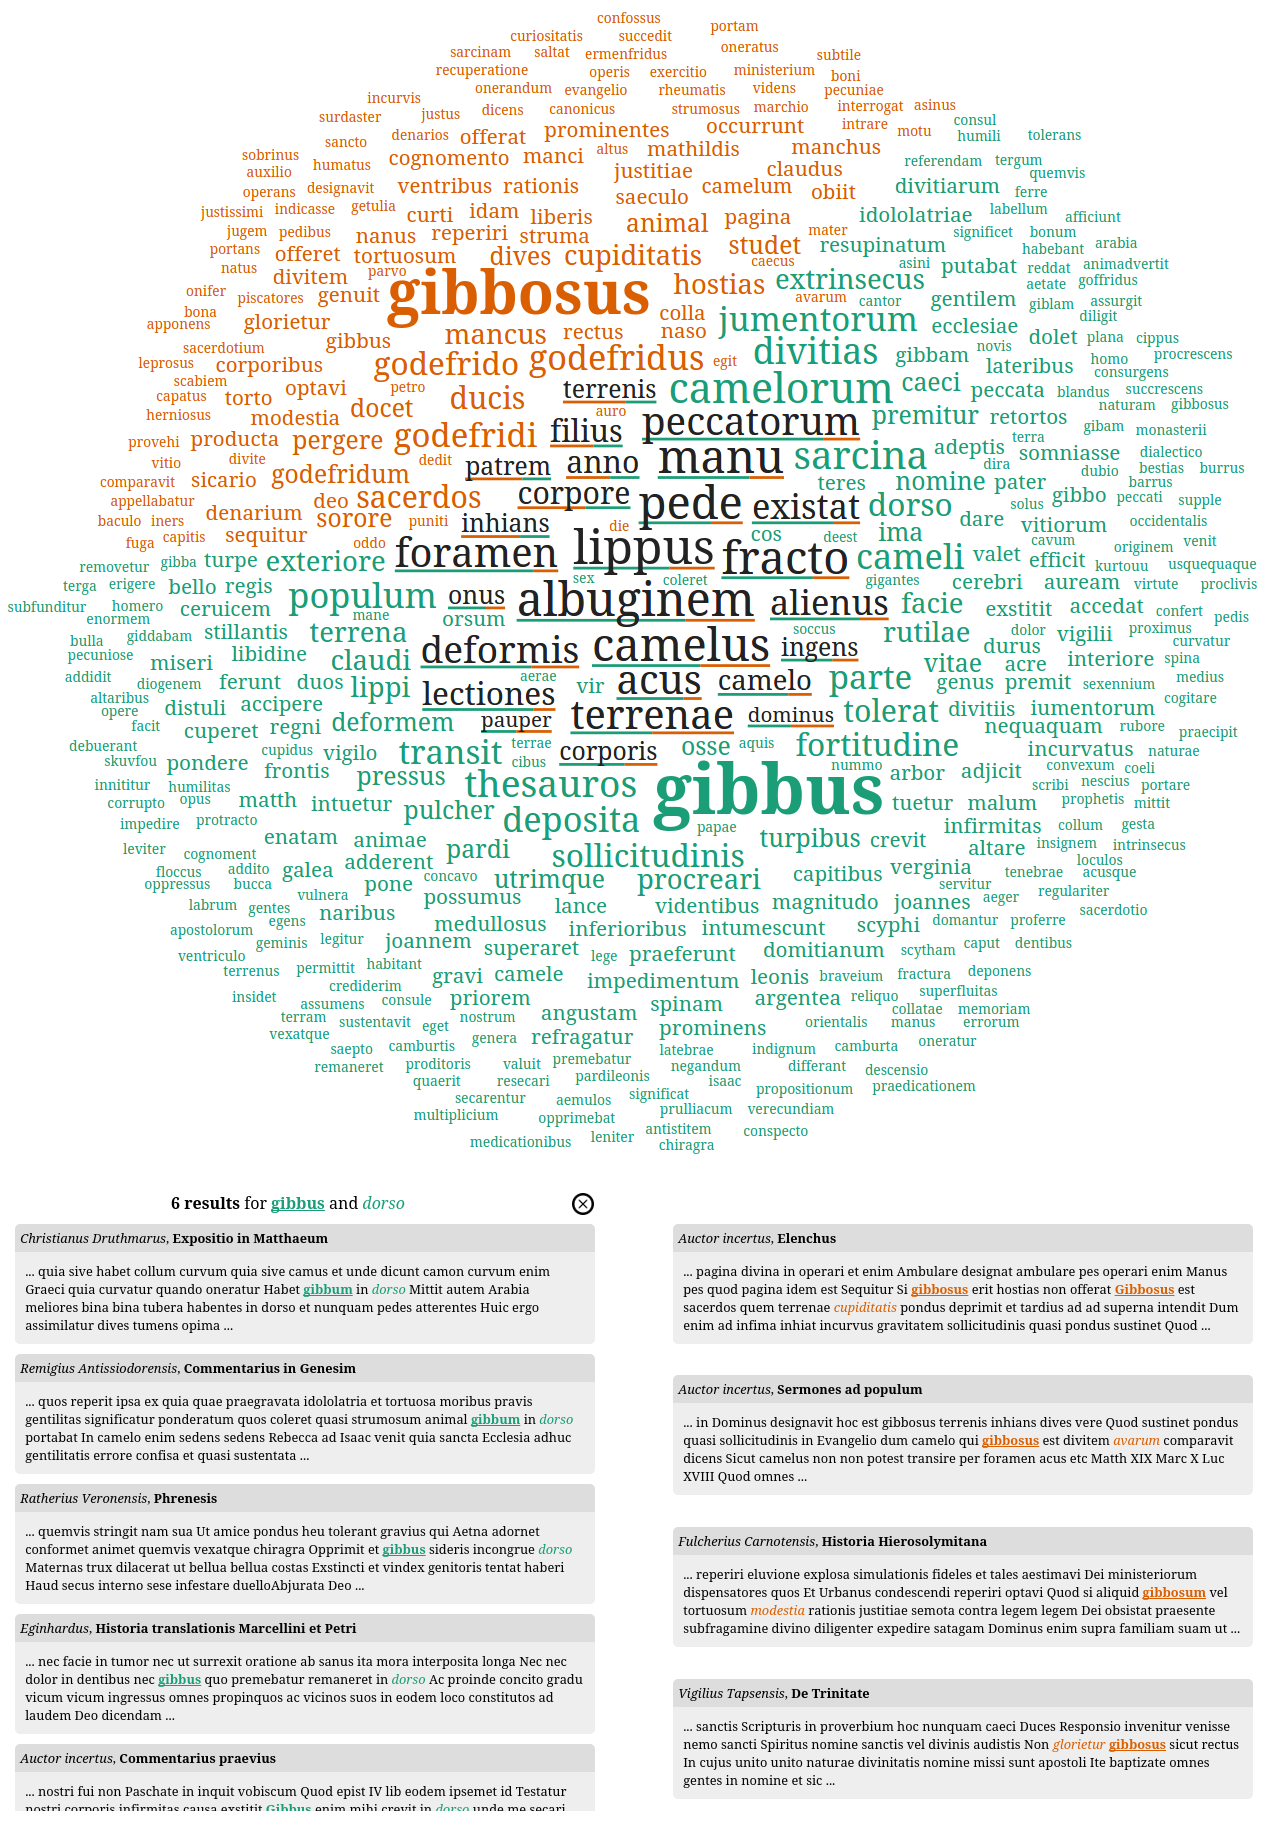 confossus
curiositatis succedit portam
sarcinam saltat ermenfridus oneratus subtile
recuperatione operis exercitio ministerium boni
onerandum evangelio rheumatis videns pecuniae
incurvis surdaster justus dicens canonicus strumosus marchio interrogat asinus
sancto denarios offerat prominentes occurrunt intrare motu consul humili tolerans
sobrinus humatus cognomento manci altus mathildis manchus referendam tergum
auxilio designavit ventribus rationis justitiae claudus quemvis
operans saeculo camelum obiit divitiarum ferre
justissimi indicasse getulia curti idam liberis animal pagina idololatriae labellum afficiunt
jugem pedibus nanus reperiri struma mater significet bonum
portans offeret tortuosum dives cupiditatis studet resupinatum habebant arabia
natus divitem parvo caecus asini putabat reddat animadvertit
onifer piscatores genuit gibbosus hostias extrinsecus aetate goffridus
bona avarum cantor gentilem giblam assurgit
apponens glorietur colla jumentorum ecclesiae diligit
sacerdotium gibbus mancus rectus naso dolet plana cippus
leprosus corporibus godefrido godefridus egit divitias gibbam novis homo procrescens
scabiem optavi petro terrenis camelorum caeci lateribus consurgens
capatus torto ducis peccata blandus succrescens
herniosus modestia docet auro peccatorum premitur retortos naturam gibbosus
provehi producta pergere godefridi filius terra gibam monasterii
vitio divite dedit patrem anno manu sarcina adeptis somniasse dialectico
comparavit sicario godefridum dira dubio bestias burrus
appellabatur deo sacerdos corpore teres nomine pater gibbo barrus
denarium pede existat dorso solus peccati supple
baculo iners sorore puniti inhians die dare vitiorum occidentalis
fuga capitis sequitur oddo foramen lippus cos deest ima cavum originem venit
removetur gibba turpe exteriore fracto cameli valet efficit kurtouu usquequaque
terga erigere bello regis sex coleret gigantes cerebri auream virtute proclivis
subfunditur homero ceruicem populum onus albuginem alienus facie exstitit accedat confert pedis
enormem mane orsum soccus dolor proximus
bulla giddabam stillantis terrena deformis camelus ingens rutilae durus vigilii curvatur
pecuniose miseri libidine claudi vitae acre interiore spina
addidit diogenem ferunt duos lippi aerae vir acus camelo parte genus premit sexennium medius
altaribus distuli accipere lectiones cogitare
opere pauper terrenae dominus tolerat divitiis iumentorum
facit cuperet regni deformem nequaquam rubore praecipit
debuerant cupidus vigilo transit terrae corporis osse aquis fortitudine incurvatus naturae
skuvfou pondere frontis cibus nummo arbor adjicit convexum coeli
innititur humilitas pressus thesauros gibbus scribi nescius portare
corrupto opus matth intuetur pulcher tuetur malum prophetis mittit
impedire protracto deposita papae infirmitas collum gesta
leviter enatam animae turpibus crevit insignem intrinsecus
cognoment adderent pardi sollicitudinis altare loculos
floccus addito galea concavo utrimque procreari capitibus verginia tenebrae acusque
oppressus bucca pone servitur regulariter
labrum gentes vulnera possumus lance videntibus magnitudo joannes aeger sacerdotio
apostolorum egens naribus medullosus inferioribus intumescunt scyphi domantur proferre
ventriculo geminis legitur joannem superaret lege praeferunt domitianum scytham caput dentibus
terrenus permittit habitant gravi camele impedimentum leonis braveium fractura deponens
insidet crediderim priorem spinam argentea reliquo superfluitas
assumens consule collatae memoriam
terram sustentavit eget nostrum angustam prominens orientalis manus errorum
vexatque genera refragatur oneratur
saepto camburtis latebrae indignum camburta
remaneret proditoris valuit premebatur negandum differant descensio
quaerit resecari pardileonis isaac propositionum praedicationem
secarentur aemulos significat
multiplicium opprimebat prulliacum verecundiam
medicationibus leniter antistitem conspecto
chiragra
6 results for gibbus and dorso
Christianus Druthmarus, Expositio in Matthaeum
... quia sive habet collum curvum quia sive camus et unde dicunt camon curvum enim
Graeci quia curvatur quando oneratur Habet gibbum in dorso Mittit autem Arabia
meliores bina bina tubera habentes in dorso et nunquam pedes atterentes Huic ergo
assimilatur dives tumens opima ...
Remigius Antissiodorensis, Commentarius in Genesim
... quos reperit ipsa ex quia quae praegravata idololatria et tortuosa moribus pravis
gentilitas significatur ponderatum quos coleret quasi strumosum animal gibbum in dorso
portabat In camelo enim sedens sedens Rebecca ad Isaac venit quia sancta Ecclesia adhuc
gentilitatis errore confisa et quasi sustentata ...
Ratherius Veronensis, Phrenesis
... quemvis stringit nam sua Ut amice pondus heu tolerant gravius qui Aetna adornet
conformet animet quemvis vexatque chiragra Opprimit et gibbus sideris incongrue dorso
Maternas trux dilacerat ut bellua bellua costas Exstincti et vindex genitoris tentat haberi
Haud secus interno sese infestare duelloAbjurata Deo ...
Eginhardus, Historia translationis Marcellini et Petri
... nec facie in tumor nec ut surrexit oratione ab sanus ita mora interposita longa Nec nec
dolor in dentibus nec gibbus quo premebatur remaneret in dorso Ac proinde concito gradu
vicum vicum ingressus omnes propinquos ac vicinos suos in eodem loco constitutos ad
laudem Deo dicendam ...
Auctor incertus, Commentarius praevius
... nostri fui non Paschate in inquit vobiscum Quod epist IV lib eodem ipsemet id Testatur
nostri corporis infirmitas causa exstitit Gibbus enim mihi crevit in dorso unde me secari
Auctor incertus, Elenchus
... pagina divina in operari et enim Ambulare designat ambulare pes operari enim Manus
pes quod pagina idem est Sequitur Si gibbosus erit hostias non offerat Gibbosus est
sacerdos quem terrenae cupiditatis pondus deprimit et tardius ad ad superna intendit Dum
enim ad infima inhiat incurvus gravitatem sollicitudinis quasi pondus sustinet Quod ...
Auctor incertus, Sermones ad populum
... in Dominus designavit hoc est gibbosus terrenis inhians dives vere Quod sustinet pondus
quasi sollicitudinis in Evangelio dum camelo qui gibbosus est divitem avarum comparavit
dicens Sicut camelus non non potest transire per foramen acus etc Matth XIX Marc X Luc
XVIII Quod omnes ...
Fulcherius Carnotensis, Historia Hierosolymitana
... reperiri eluvione explosa simulationis fideles et tales aestimavi Dei ministeriorum
dispensatores quos Et Urbanus condescendi reperiri optavi Quod si aliquid gibbosum vel
tortuosum modestia rationis justitiae semota contra legem legem Dei obsistat praesente
subfragamine divino diligenter expedire satagam Dominus enim supra familiam suam ut ...
Vigilius Tapsensis, De Trinitate
... sanctis Scripturis in proverbium hoc nunquam caeci Duces Responsio invenitur venisse
nemo sancti Spiritus nomine sanctis vel divinis audistis Non glorietur gibbosus sicut rectus
In cujus unito unito naturae divinitatis nomine missi sunt apostoli Ite baptizate omnes
gentes in nomine et sic ...